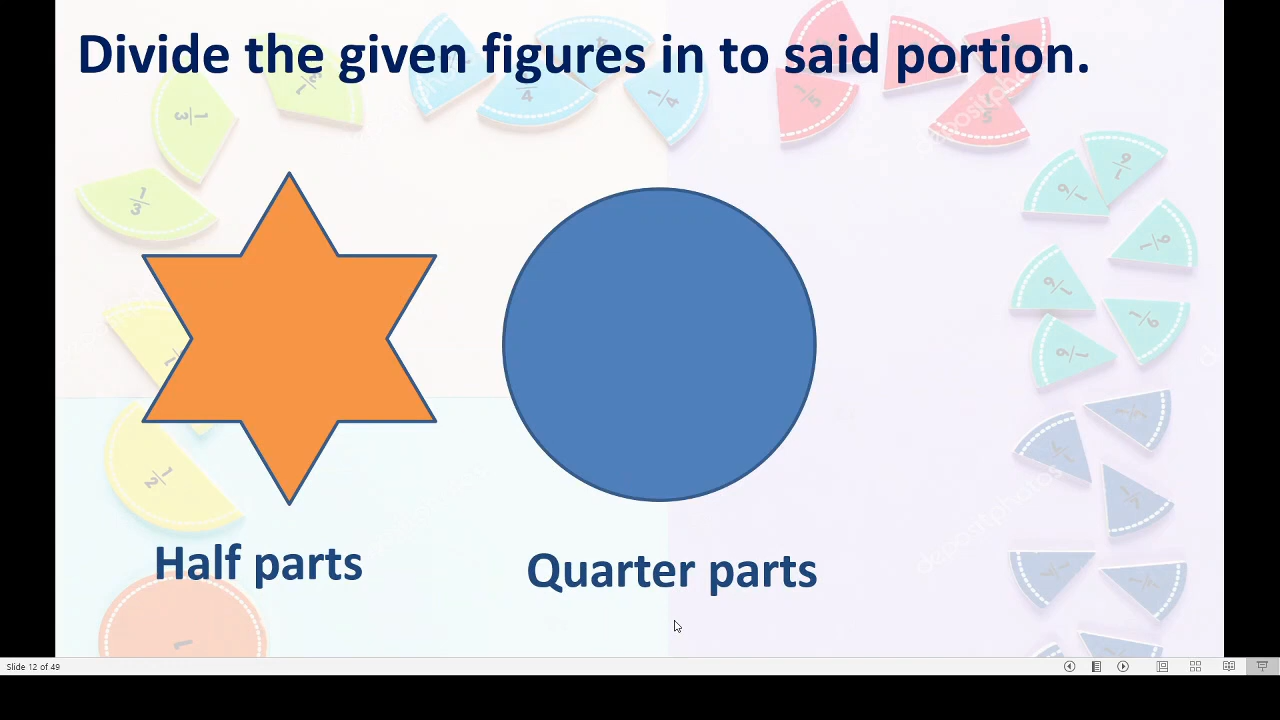 Divide the given figures in to said portion.
Half parts
Quarter parts
Slide 12 of 49